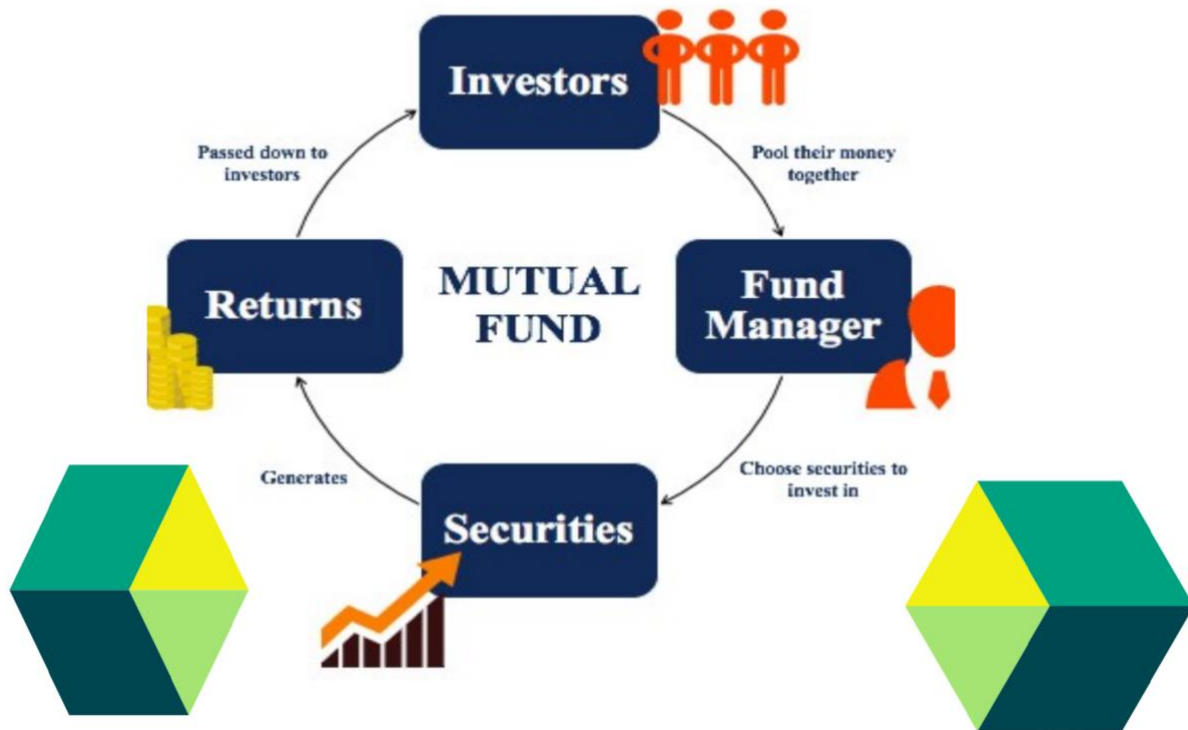 Investors
Pool their money
together
Fund
Manager
Choose securities to
invest in
Securities
Generates
Returns
Passed down to
investors
MUTUAL
FUND